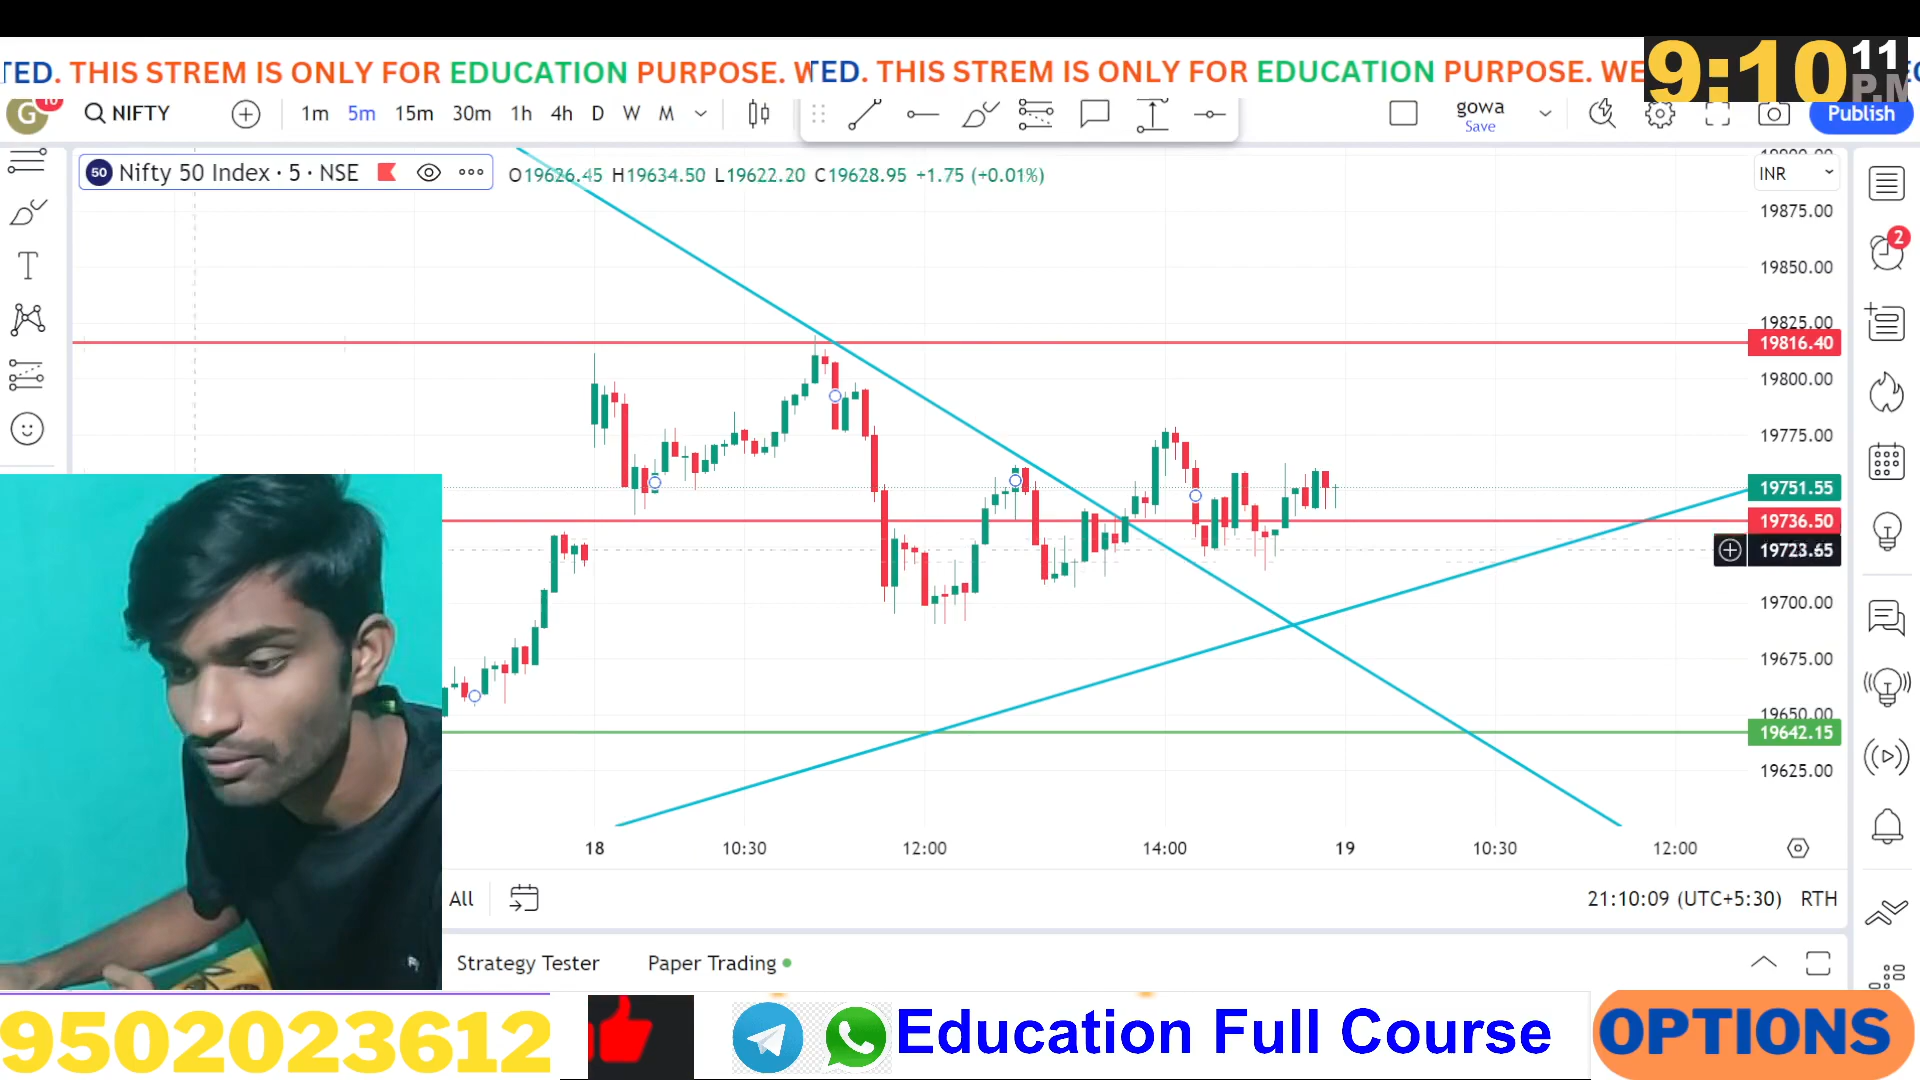 TED. THIS STREM IS ONLY FOR EDUCATION PURPOSE. W
TED. THIS STREM IS ONLY FOR EDUCATION PURPOSE. WE
9:10 11 P.M
G 10
NIFTY 1m 5m 15m 30m 1h 4h D W M
gowa
Save
Publish
50 Nifty 50 Index · 5 · NSE
O19626.45 H19634.50 L19622.20 C19628.95 +1.75 (+0.01%)
INR
19875.00
2
19850.00
19825.00
19816.40
19800.00
19775.00
19751.55
19736.50
19723.65
19700.00
19675.00
19650.00
19642.15
19625.00
18 10:30 12:00 14:00 19 10:30 12:00
All
21:10:09 (UTC+5:30) RTH
Strategy Tester Paper Trading
9502023612
Education Full Course
OPTIONS